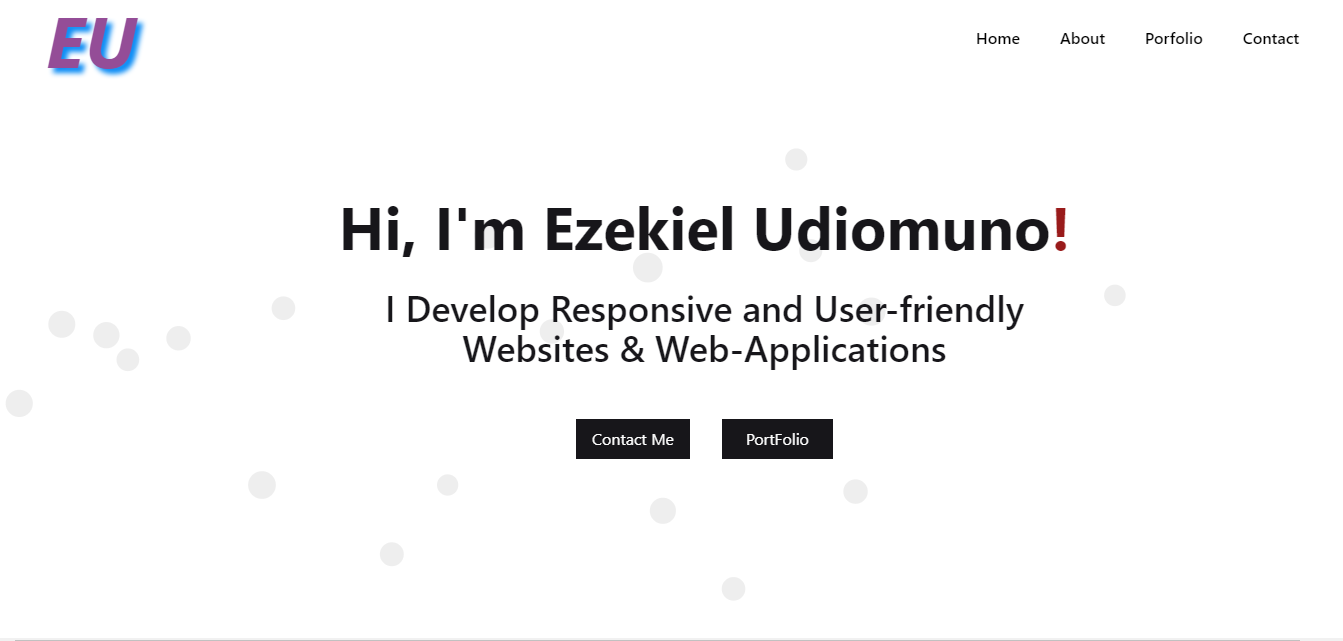 EU
Home
About
Porfolio
Contact
Hi, I'm Ezekiel Udiomuno!
I Develop Responsive and User-friendly
Websites & Web-Applications
Contact Me
PortFolio